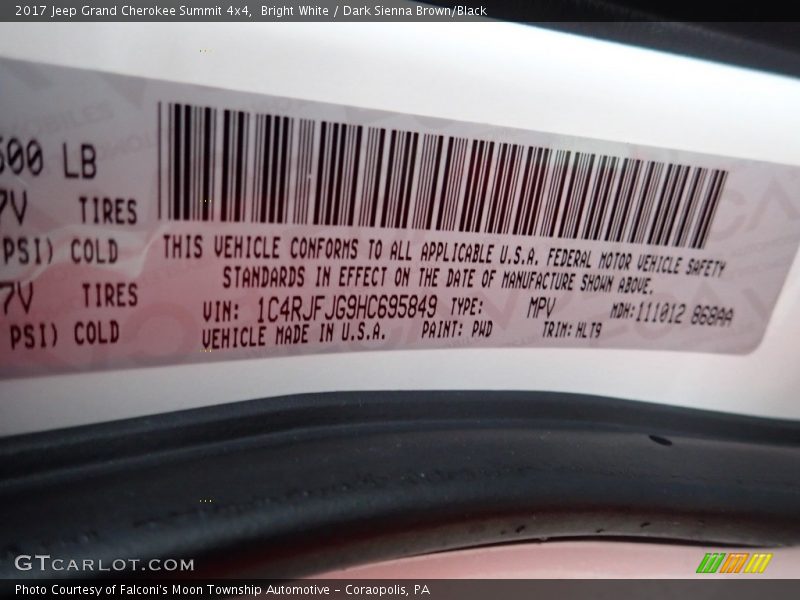 2017 Jeep Grand Cherokee Summit 4x4,  Bright White / Dark Sienna Brown/Black
LB
7V TIRES
PSI) COLD
7V TIRES
PSI) COLD
THIS VEHICLE CONFORMS TO ALL APPLICABLE U.S.A. FEDERAL MOTOR VEHICLE SAFETY
STANDARDS IN EFFECT ON THE DATE OF MANUFACTURE SHOWN ABOVE.
VIN: 1C4RJFJG9HC695849 TYPE: MPV MDH:111012 868AA
VEHICLE MADE IN U.S.A. PAINT: PWD TRIM: HLT9
GTCARLOT.COM
Photo Courtesy of Falconi's Moon Township Automotive – Coraopolis, PA